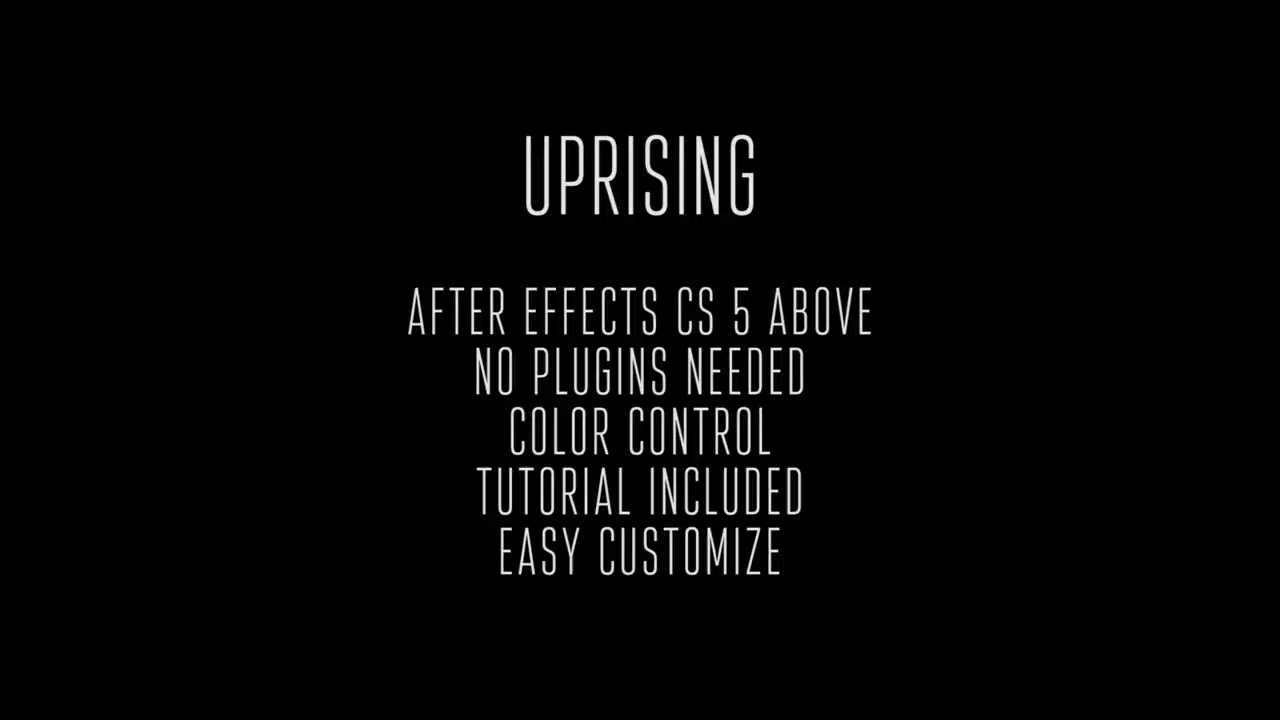 UPRISING
AFTER EFFECTS CS 5 ABOVE
NO PLUGINS NEEDED
COLOR CONTROL
TUTORIAL INCLUDED
EASY CUSTOMIZE